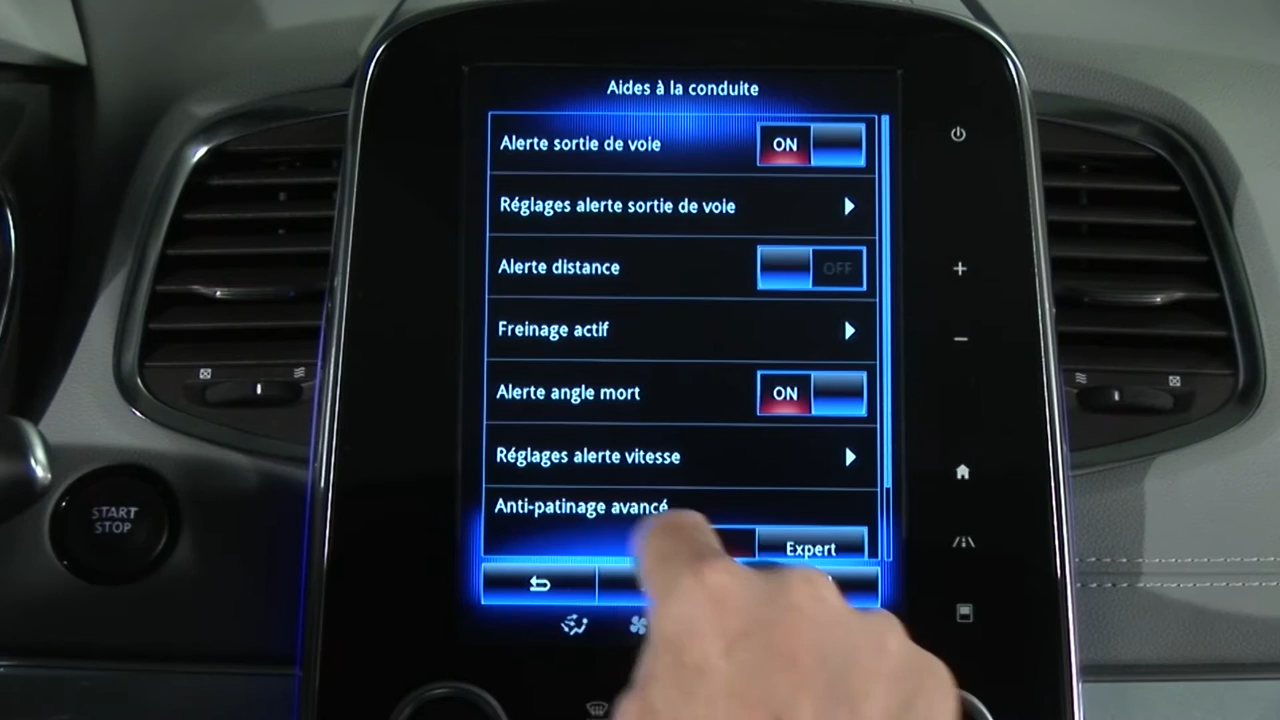 Aides à la conduite
Alerte sortie de voie
ON
Réglages alerte sortie de voie
Alerte distance
OFF
Freinage actif
Alerte angle mort
ON
Réglages alerte vitesse
Anti-patinage avancé
Expert
START
STOP